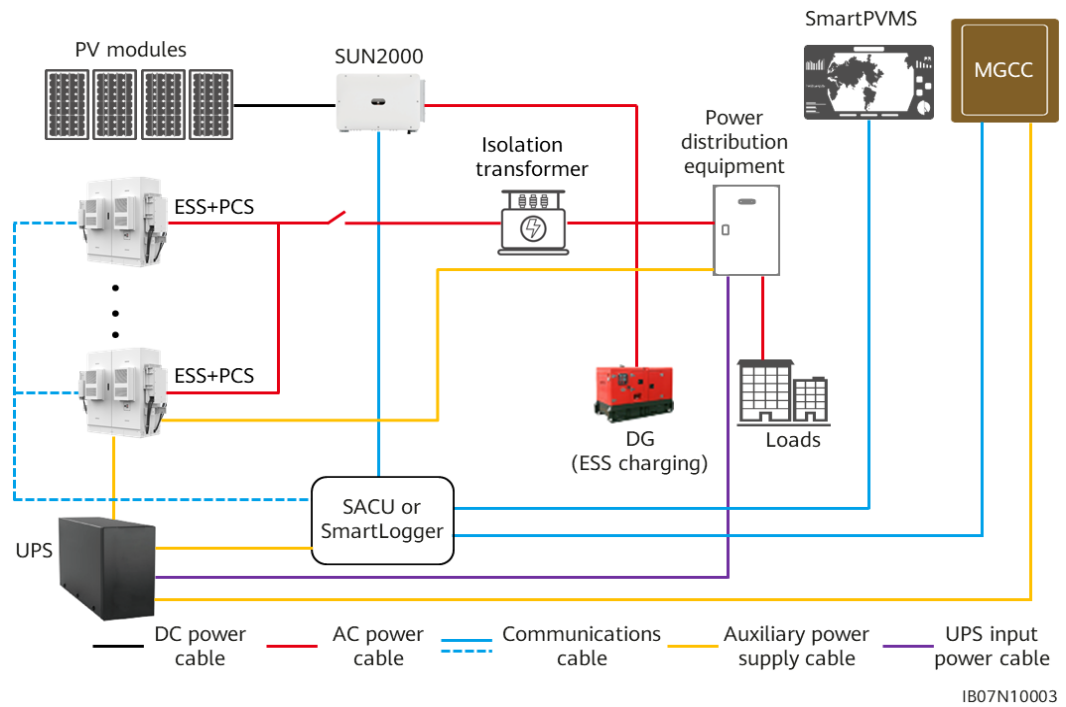 SmartPVMS
MGCC
PV modules
SUN2000
Power
distribution
equipment
Isolation
transformer
ESS+PCS
ESS+PCS
DG
(ESS charging)
Loads
SACU or
SmartLogger
UPS
DC power
cable
AC power
cable
Communications
cable
Auxiliary power
supply cable
UPS input
power cable
IB07N10003